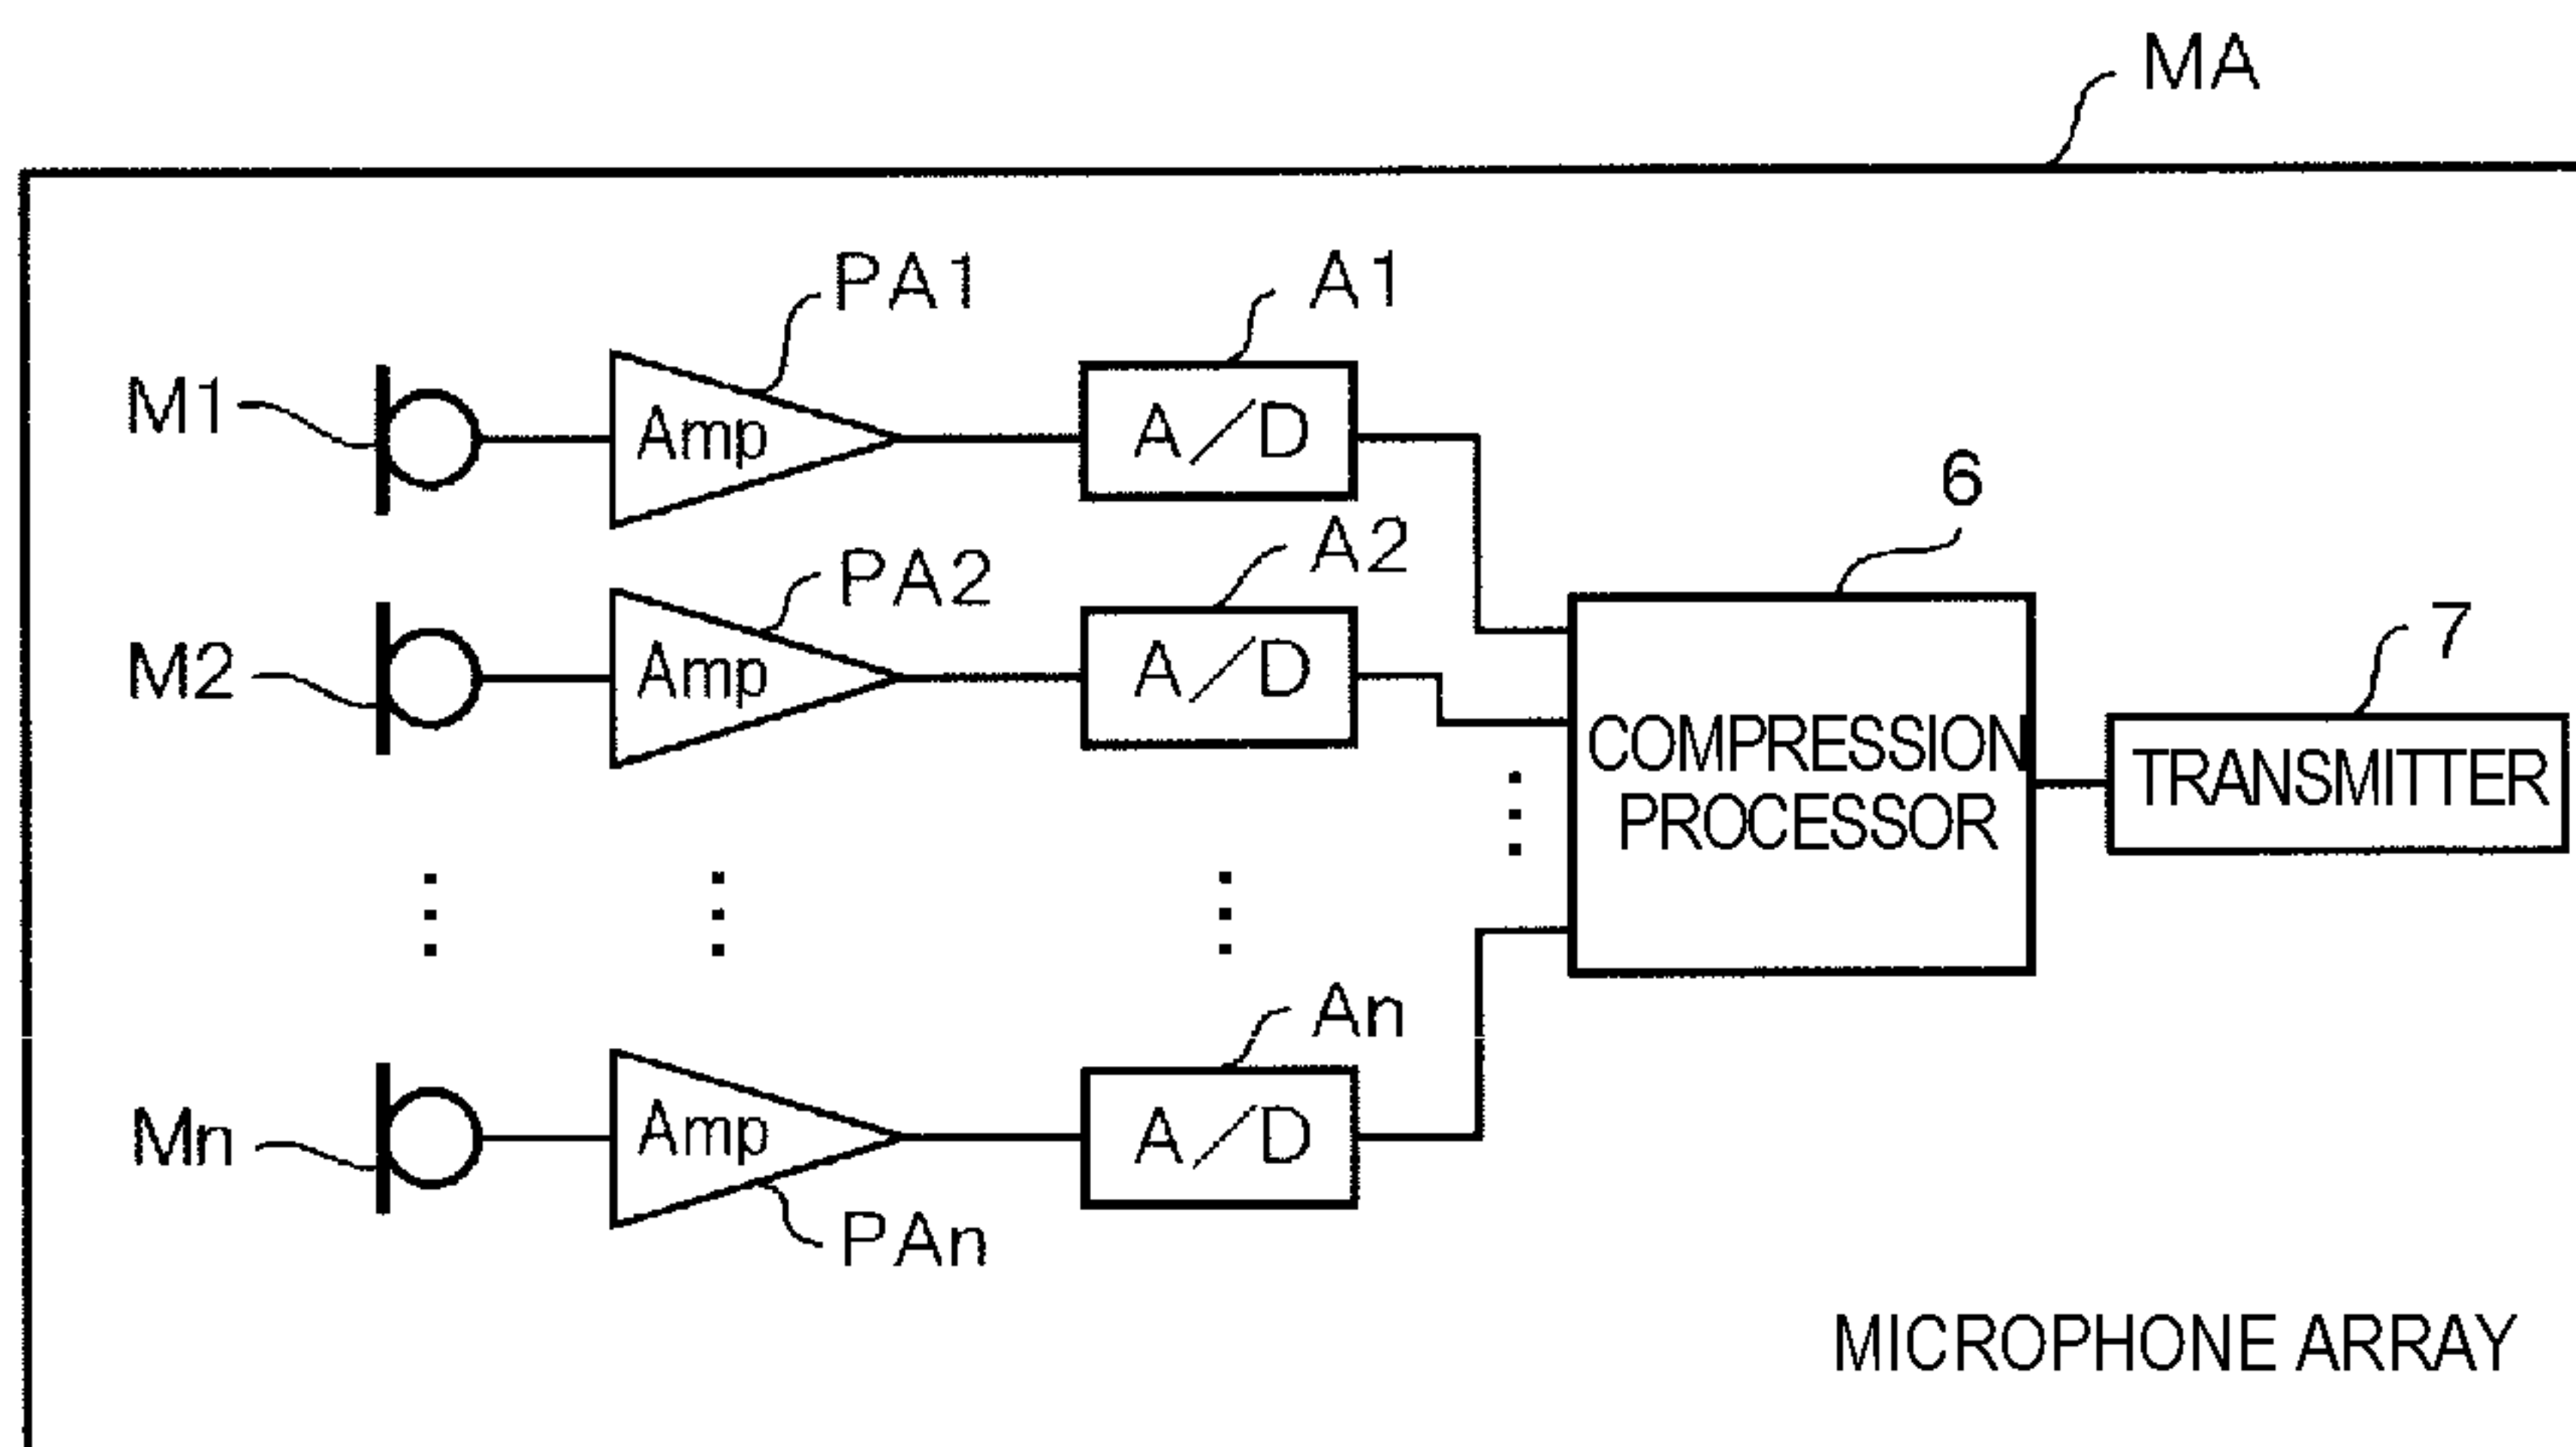 MA
PA1
A1
M1
Amp
A/D
6
PA2
A2
7
M2
Amp
A/D
COMPRESSION
PROCESSOR
TRANSMITTER
An
Mn
Amp
A/D
PAn
MICROPHONE ARRAY